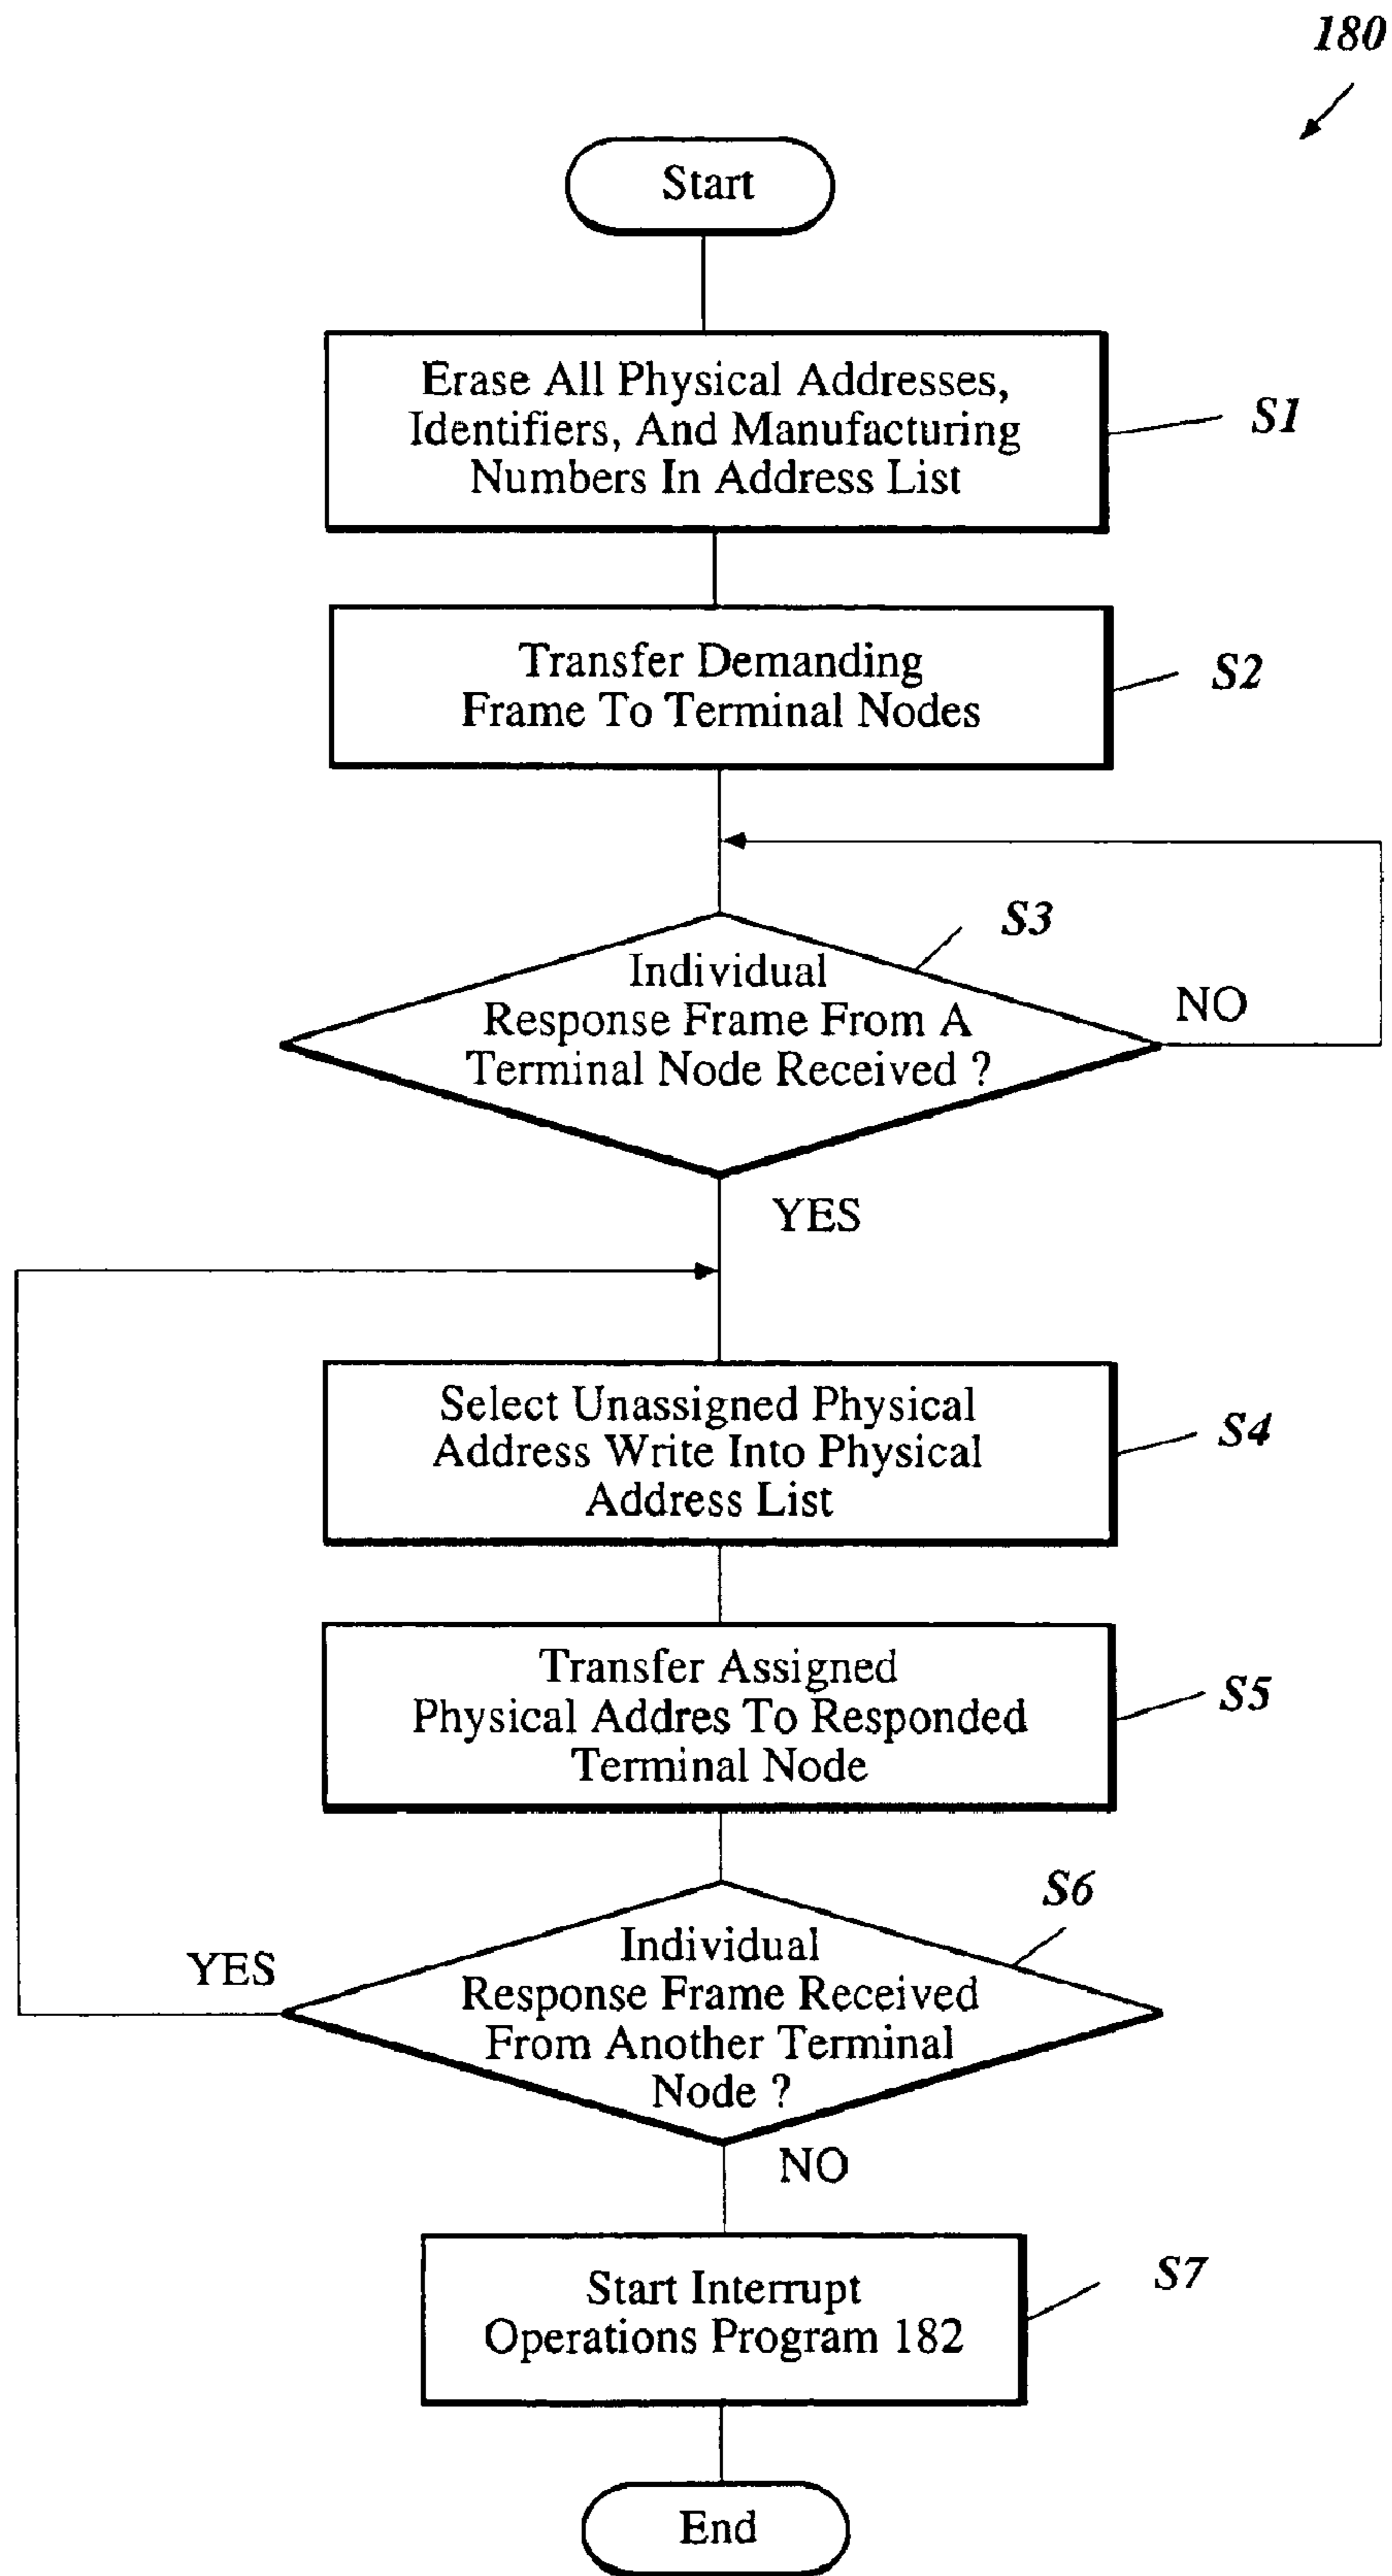 180
Start
Erase All Physical Addresses,
Identifiers, And Manufacturing
Numbers In Address List
S1
Transfer Demanding
Frame To Terminal Nodes
S2
S3
Individual
Response Frame From A
Terminal Node Received ?
NO
YES
Select Unassigned Physical
Address Write Into Physical
Address List
S4
Transfer Assigned
Physical Addres To Responded
Terminal Node
S5
S6
Individual
Response Frame Received
From Another Terminal
Node ?
YES
NO
Start Interrupt
Operations Program 182
S7
End